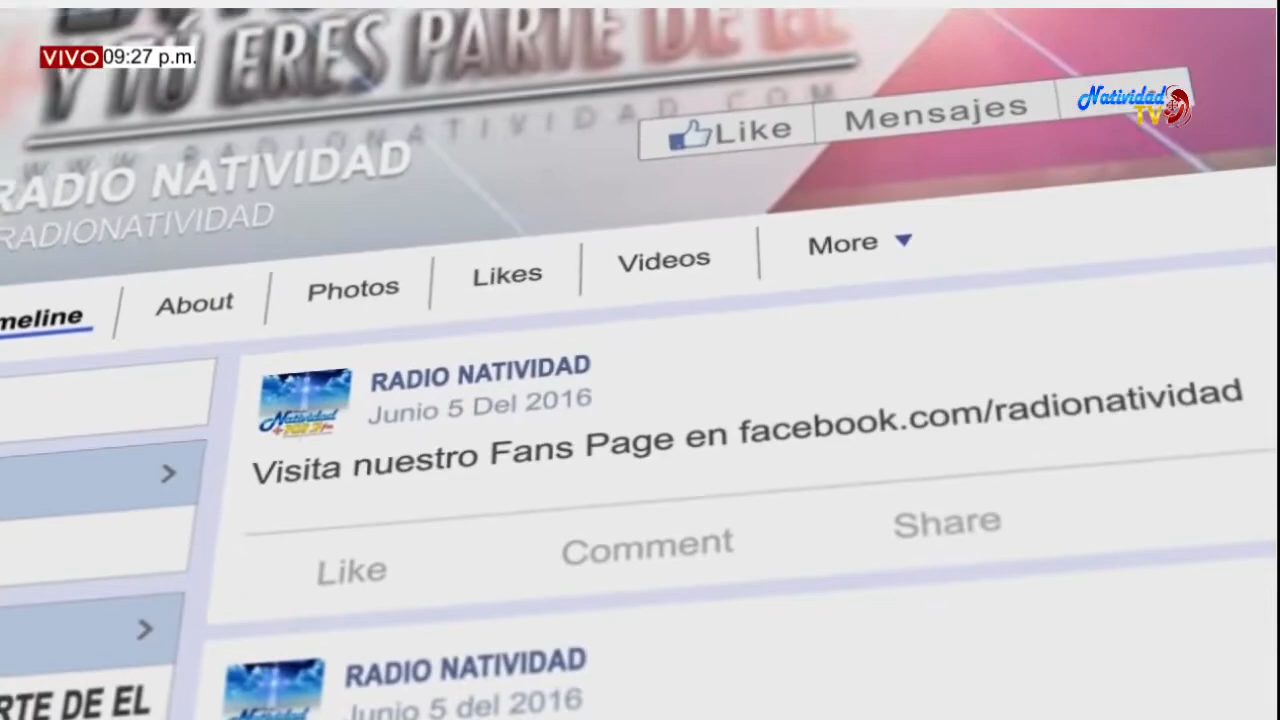 Y TÚ ERES PARTE DE EL
VIVO 09:27 p.m.
WWW.RADIONATIVIDAD.COM
Like
Mensajes
Natividad
TV
RADIO NATIVIDAD
RADIONATIVIDAD
meline
About
Photos
Likes
Videos
More
RADIO NATIVIDAD
Junio 5 Del 2016
Natividad
Visita nuestro Fans Page en facebook.com/radionatividad
Like
Comment
Share
RADIO NATIVIDAD
Junio 5 del 2016
Natividad
RTE DE EL